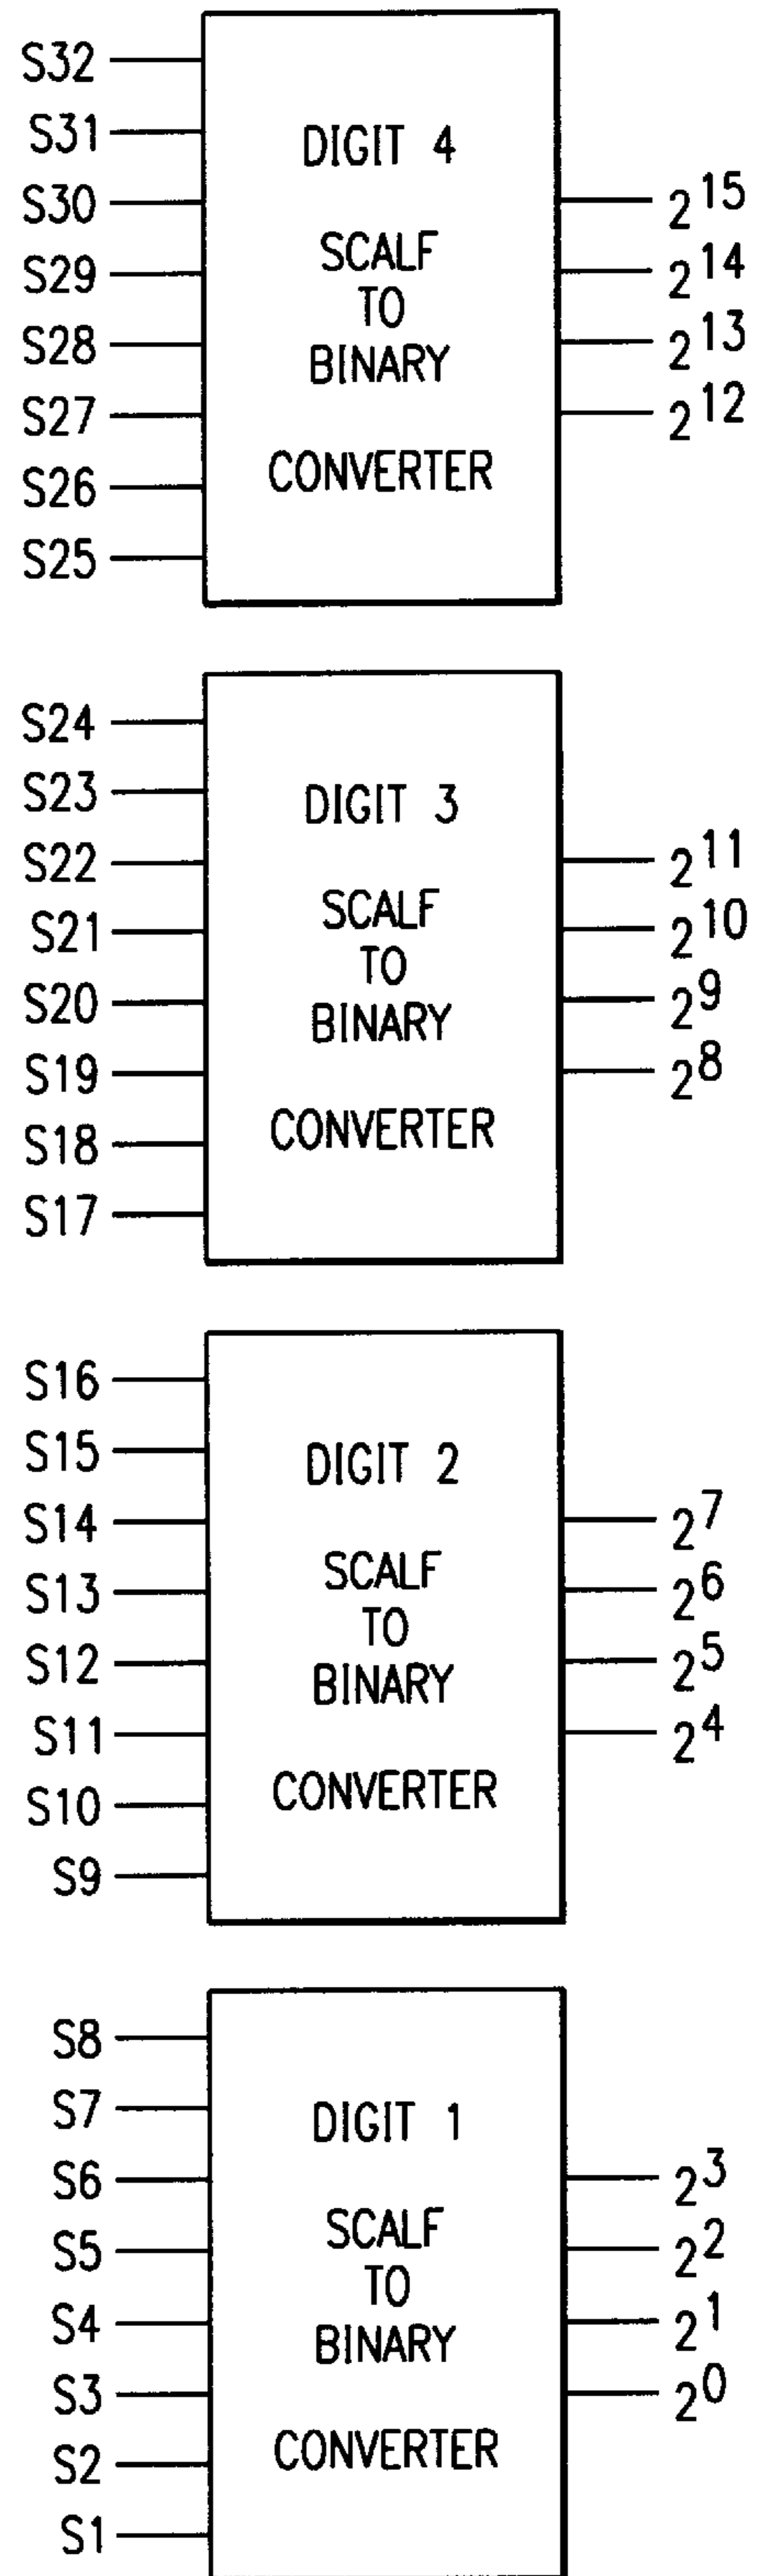 S32
S31
S30
S29
S28
S27
S26
S25
DIGIT 4
SCALF
TO
BINARY
CONVERTER
2^15
2^14
2^13
2^12
S24
S23
S22
S21
S20
S19
S18
S17
DIGIT 3
SCALF
TO
BINARY
CONVERTER
2^11
2^10
2^9
2^8
S16
S15
S14
S13
S12
S11
S10
S9
DIGIT 2
SCALF
TO
BINARY
CONVERTER
2^7
2^6
2^5
2^4
S8
S7
S6
S5
S4
S3
S2
S1
DIGIT 1
SCALF
TO
BINARY
CONVERTER
2^3
2^2
2^1
2^0